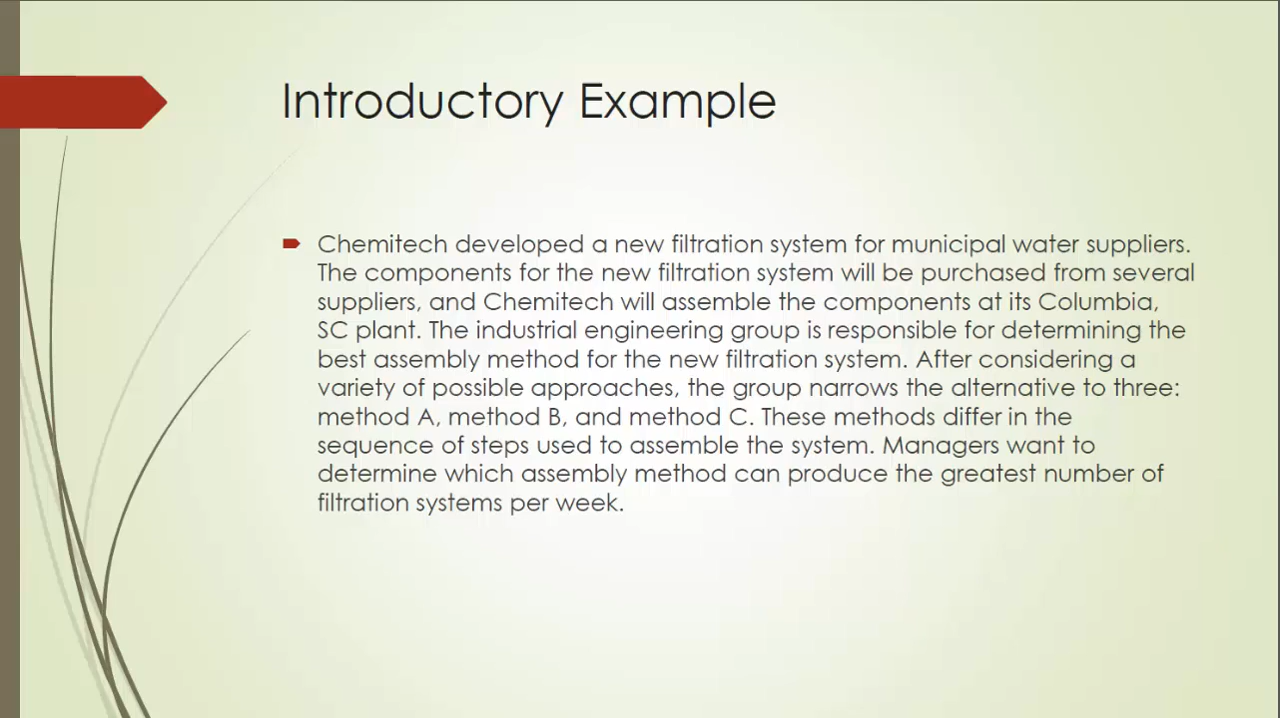 Introductory Example
Chemitech developed a new filtration system for municipal water suppliers.
The components for the new filtration system will be purchased from several
suppliers, and Chemitech will assemble the components at its Columbia,
SC plant. The industrial engineering group is responsible for determining the
best assembly method for the new filtration system. After considering a
variety of possible approaches, the group narrows the alternative to three:
method A, method B, and method C. These methods differ in the
sequence of steps used to assemble the system. Managers want to
determine which assembly method can produce the greatest number of
filtration systems per week.